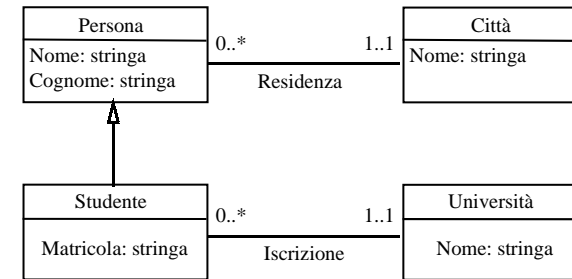 Persona
Nome: stringa
Cognome: stringa
0..* 1..1
Residenza
Città
Nome: stringa
Studente
Matricola: stringa
0..* 1..1
Iscrizione
Università
Nome: stringa